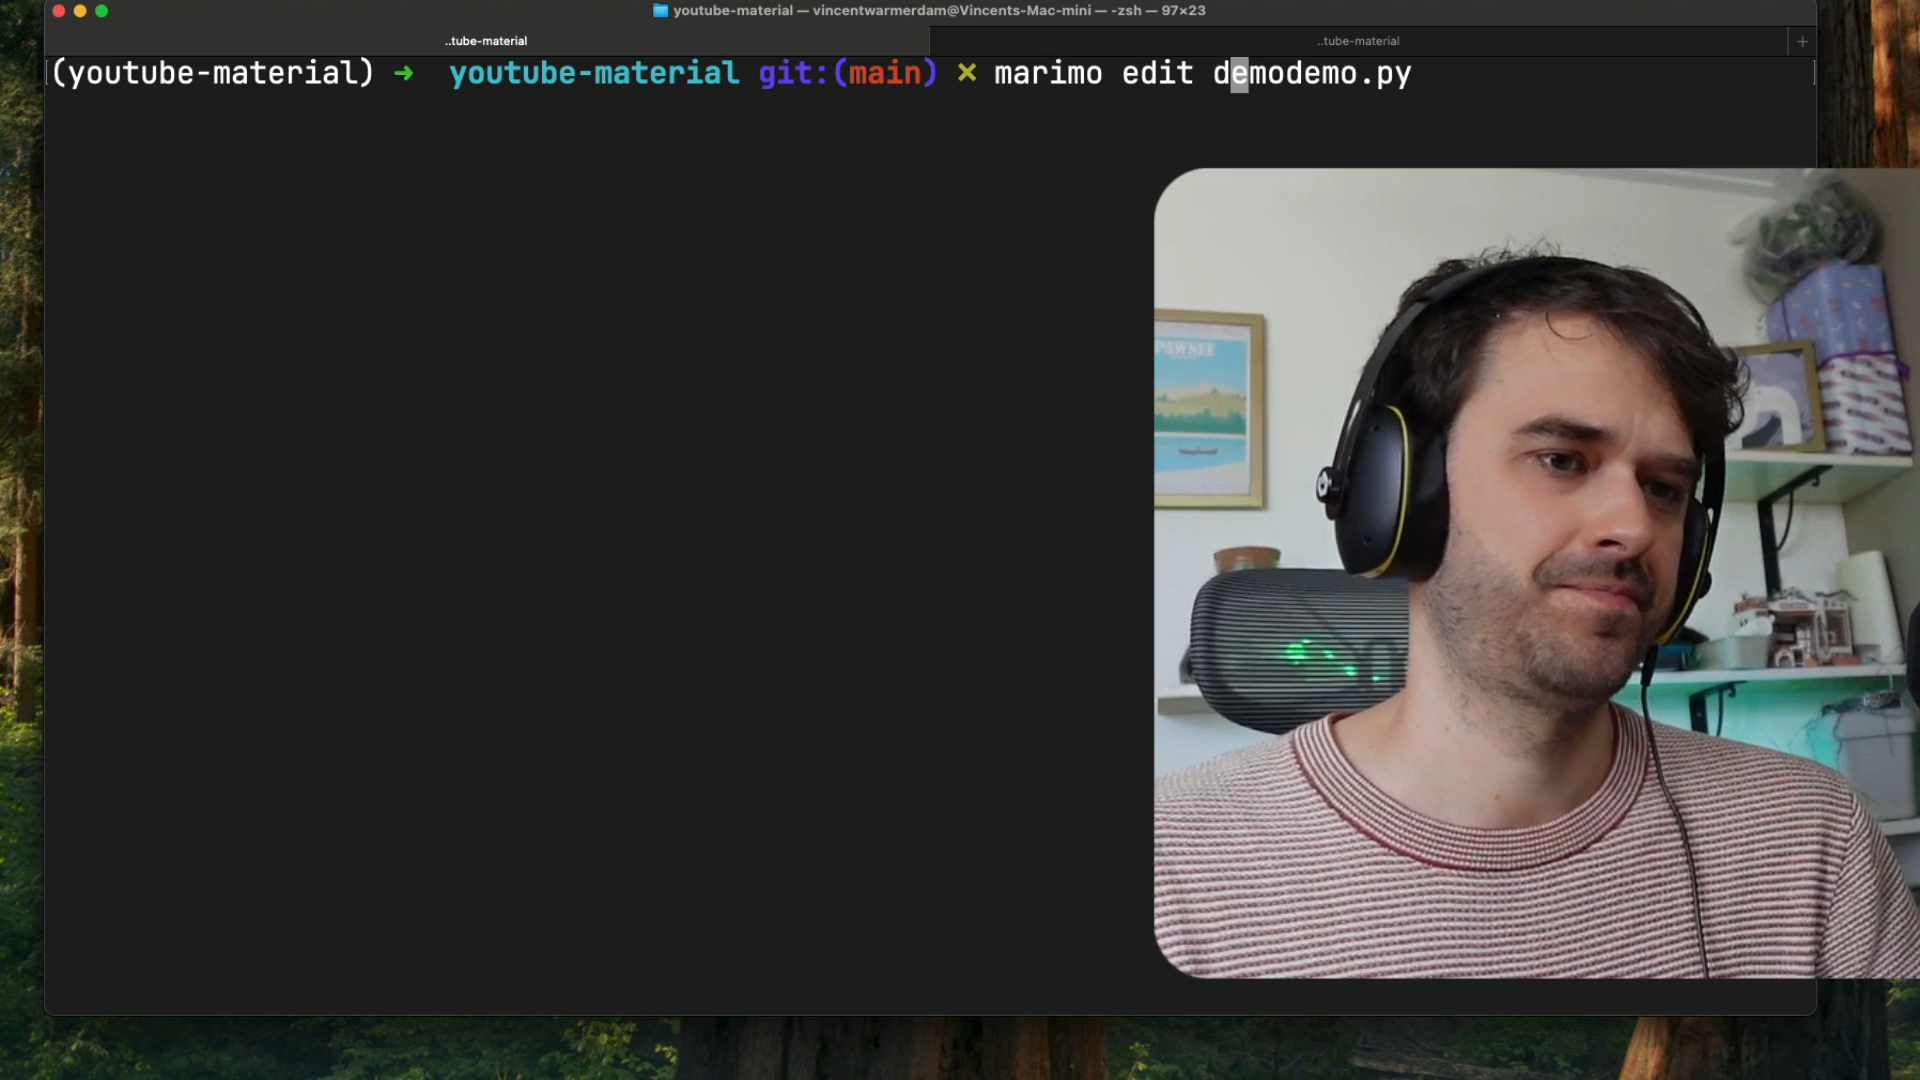 youtube-material — vincentwarmerdam@Vincents-Mac-mini — -zsh — 97×23
..tube-material
..tube-material
(youtube-material) ➜ youtube-material git:(main) ✗ marimo edit demodemo.py
PAWNEE